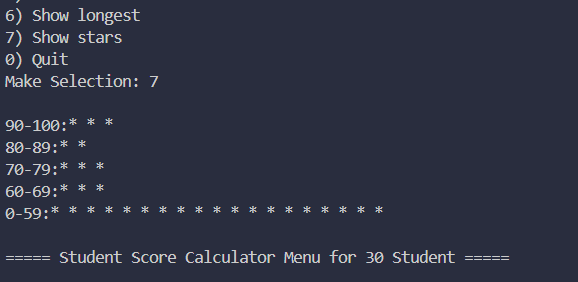 6) Show longest
7) Show stars
0) Quit
Make Selection: 7
90-100:* * *
80-89:* *
70-79:* * *
60-69:* * *
0-59:* * * * * * * * * * * * * * * * * * *
===== Student Score Calculator Menu for 30 Student =====